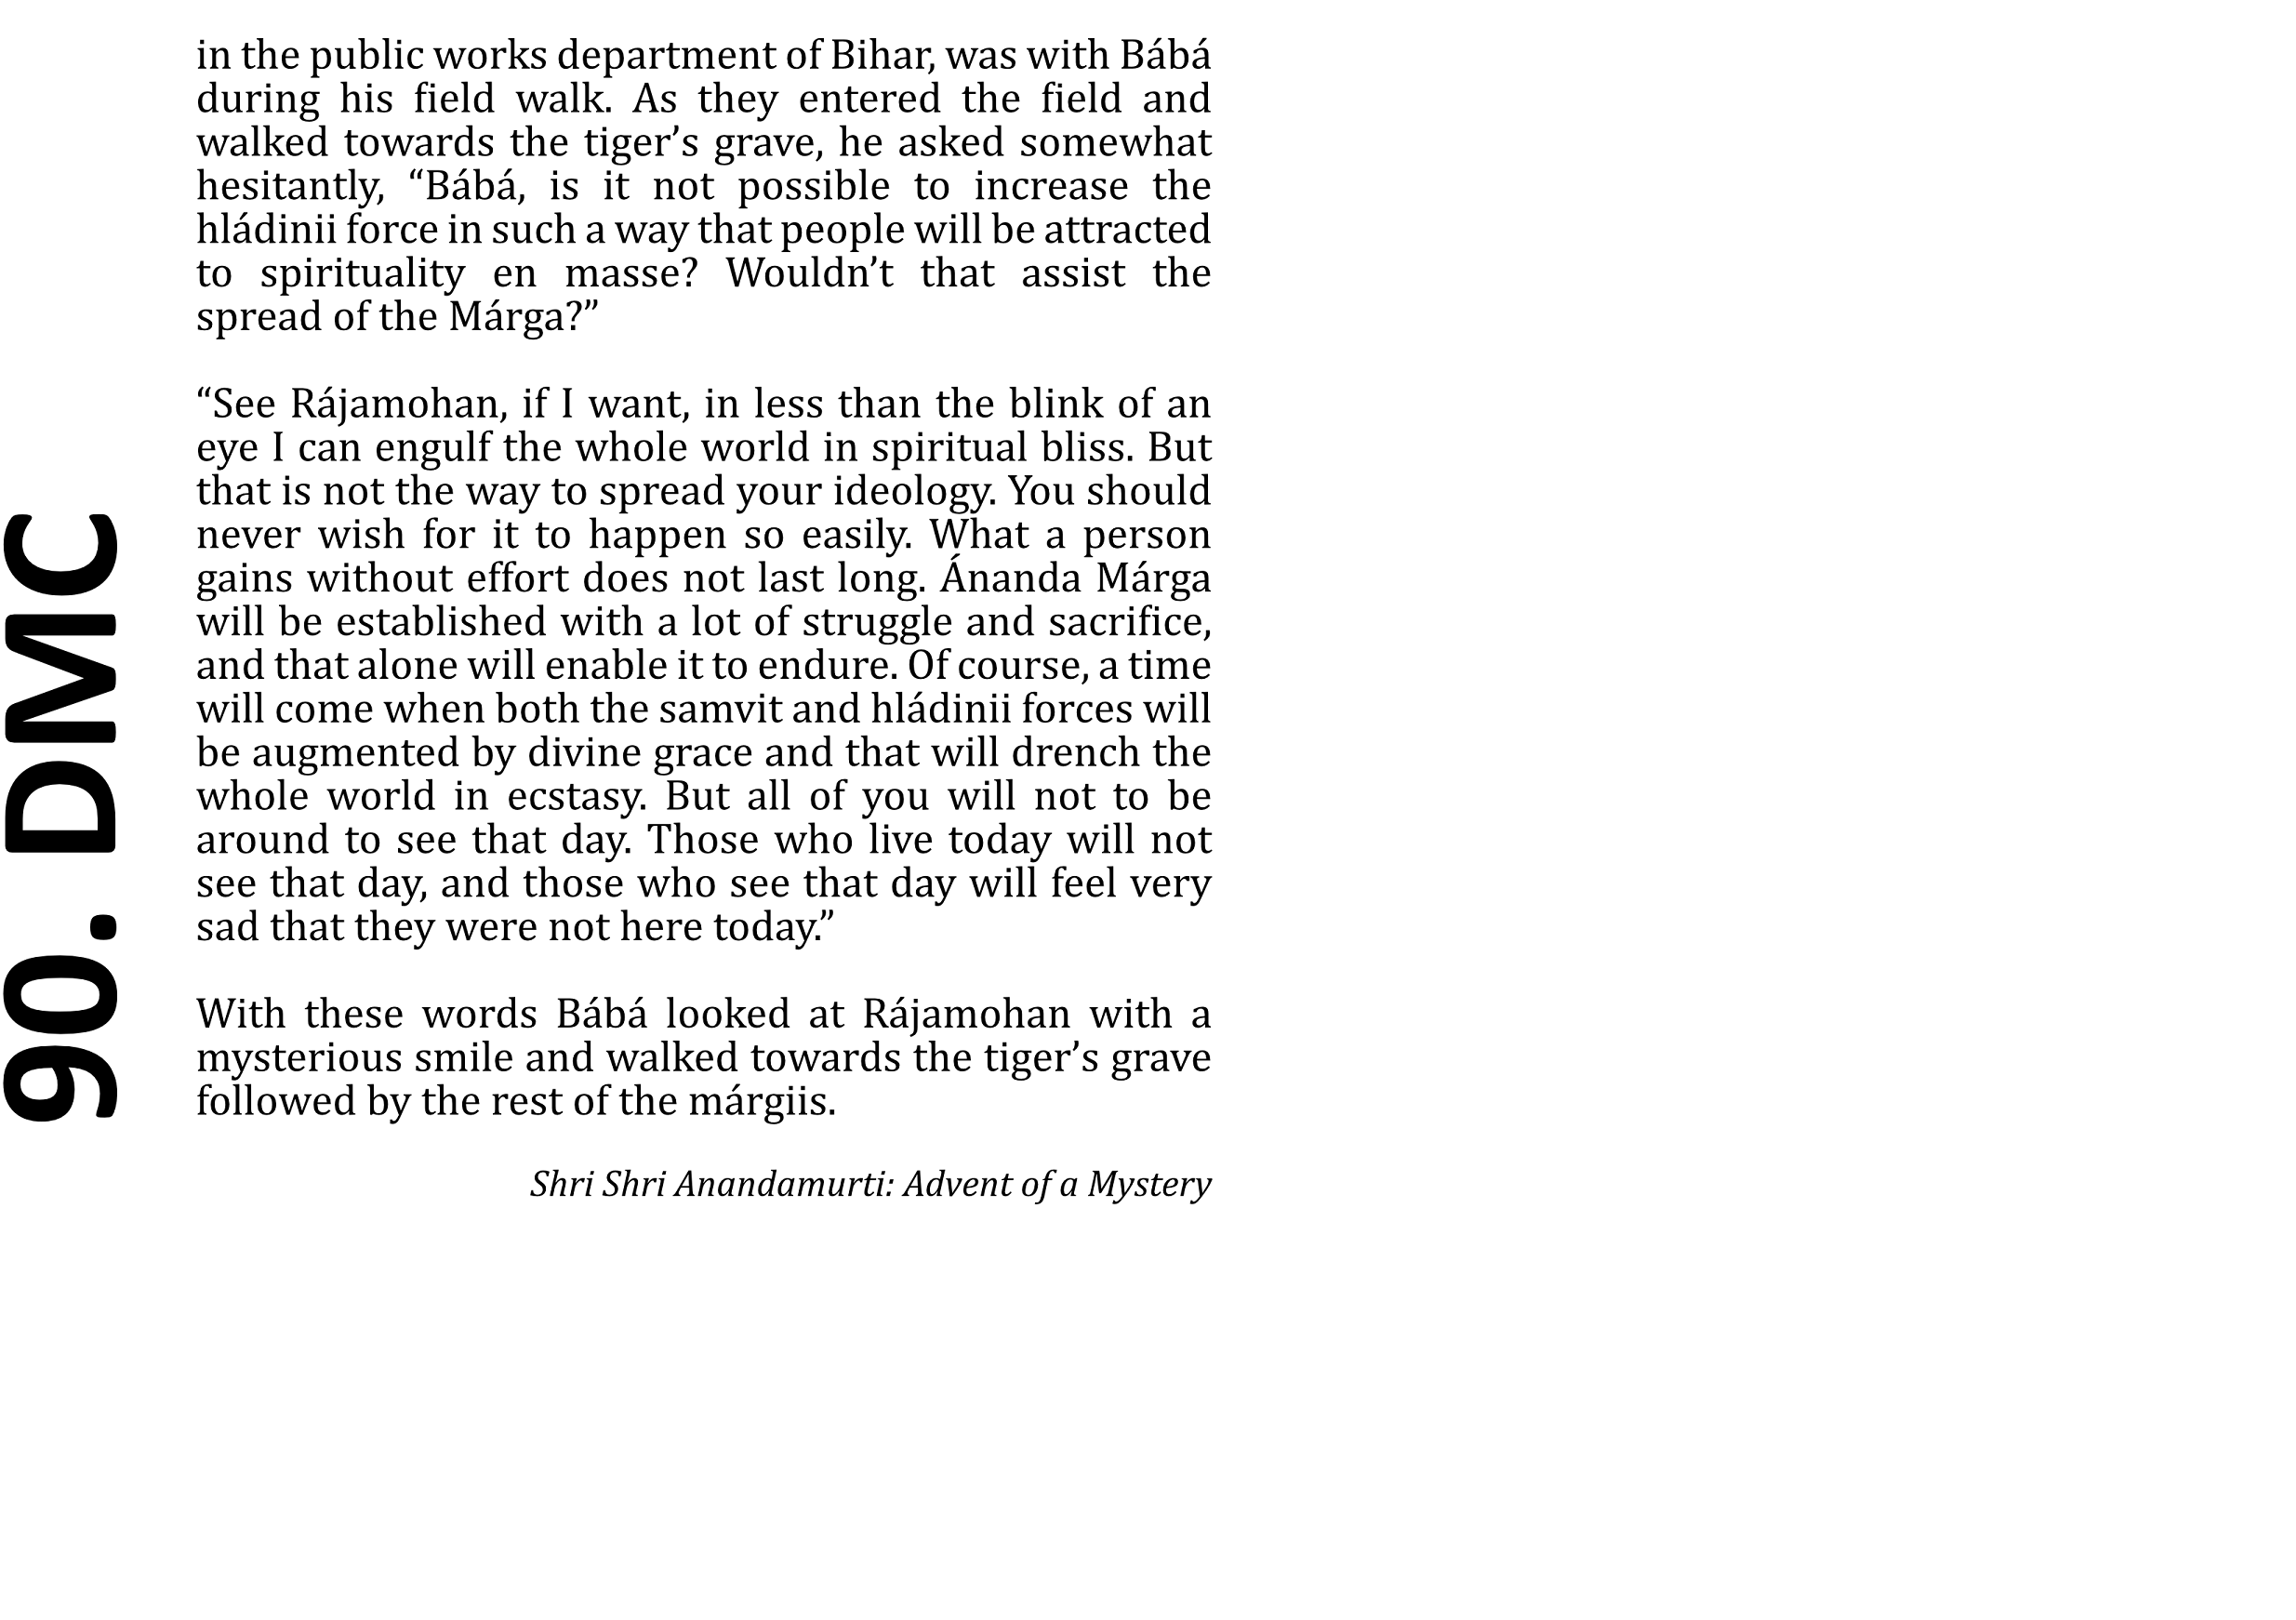 90. DMC
in the public works department of Bihar, was with Bábá
during his field walk. As they entered the field and
walked towards the tiger’s grave, he asked somewhat
hesitantly, “Bábá, is it not possible to increase the
hládinii force in such a way that people will be attracted
to spirituality en masse? Wouldn’t that assist the
spread of the Márga?”
“See Rájamohan, if I want, in less than the blink of an
eye I can engulf the whole world in spiritual bliss. But
that is not the way to spread your ideology. You should
never wish for it to happen so easily. What a person
gains without effort does not last long. Ánanda Márga
will be established with a lot of struggle and sacrifice,
and that alone will enable it to endure. Of course, a time
will come when both the samvit and hládinii forces will
be augmented by divine grace and that will drench the
whole world in ecstasy. But all of you will not to be
around to see that day. Those who live today will not
see that day, and those who see that day will feel very
sad that they were not here today.”
With these words Bábá looked at Rájamohan with a
mysterious smile and walked towards the tiger’s grave
followed by the rest of the márgiis.
Shri Shri Anandamurti: Advent of a Mystery